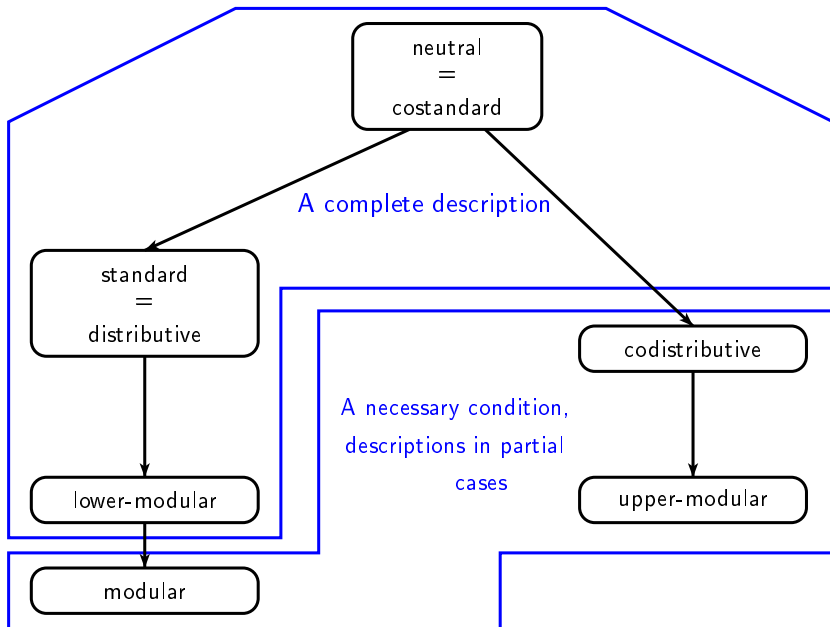 neutral
=
costandard
A complete description
standard
=
distributive
codistributive
A necessary condition,
descriptions in partial
cases
lower-modular
upper-modular
modular